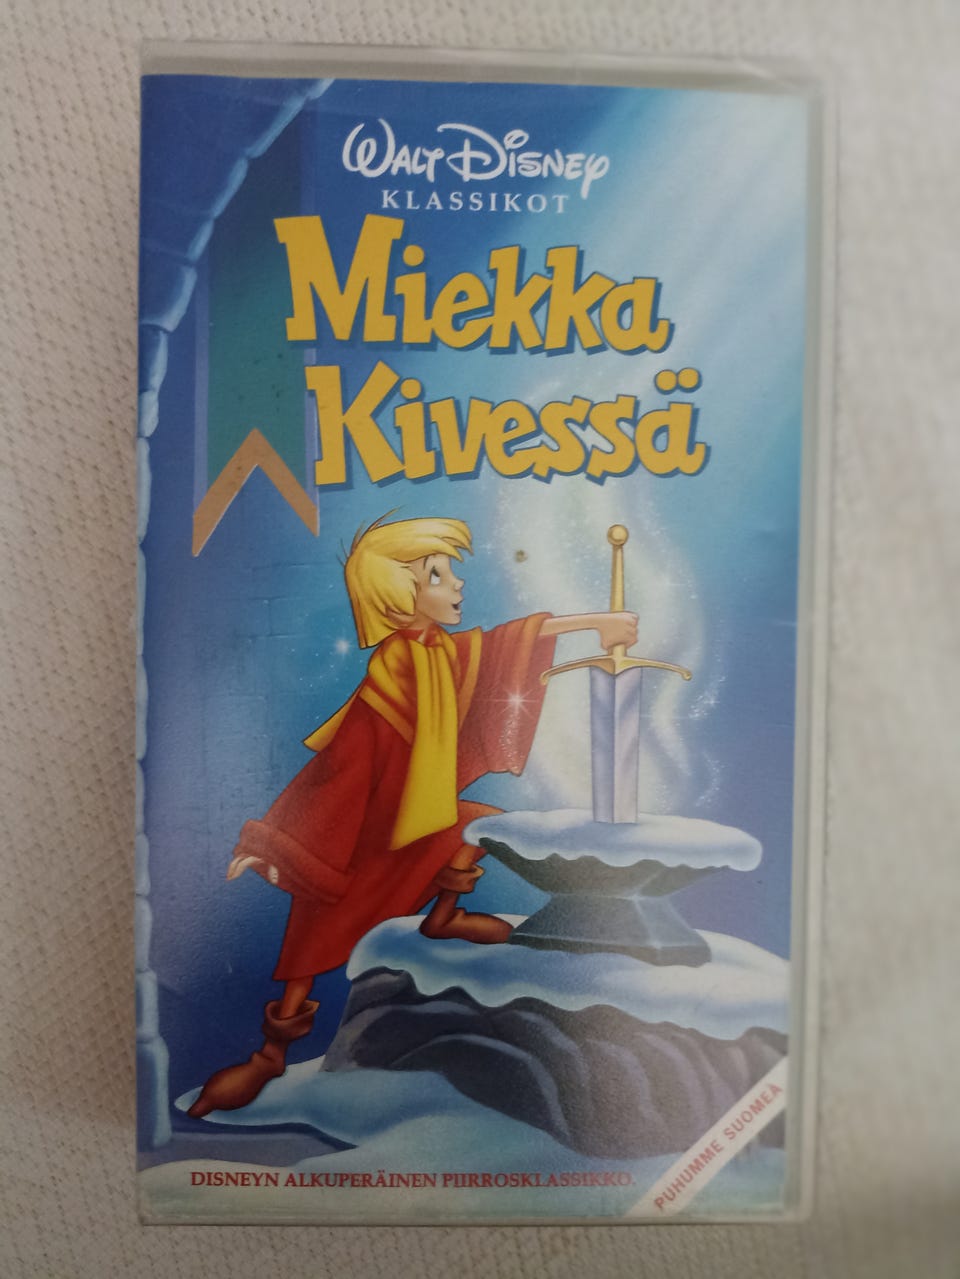 WALT DISNEY
KLASSIKOT
Miekka
Kivessä
DISNEYN ALKUPERÄINEN PIIRROSKLASSIKKO.
PUHUMME SUOMEA